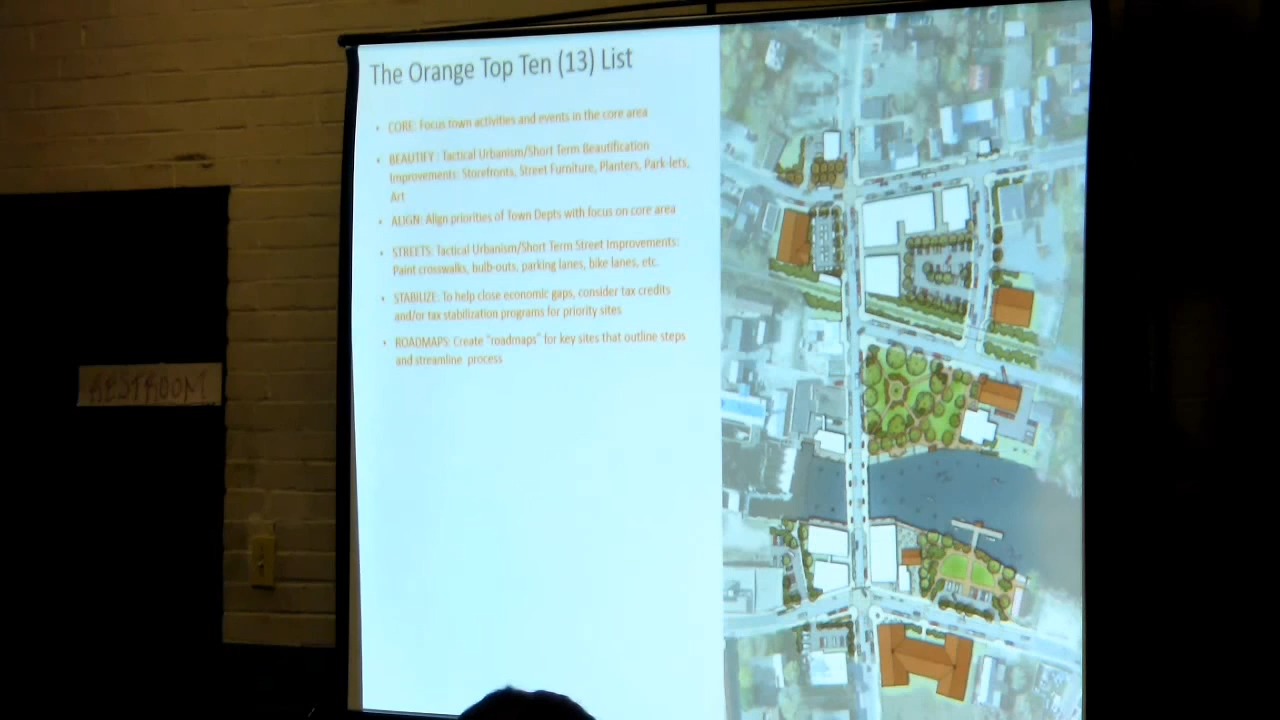 The Orange Top Ten (13) List
• CORE: Focus town activities and events in the core area
• BEAUTIFY : Tactical Urbanism/Short Term Beautification
Improvements: Storefronts, Street Furniture, Planters, Park-lets,
Art
• ALIGN: Align priorities of Town Depts with focus on core area
• STREETS: Tactical Urbanism/Short Term Street Improvements:
Paint crosswalks, bulb-outs, parking lanes, bike lanes, etc.
• STABILIZE: To help close economic gaps, consider tax credits
and/or tax stabilization programs for priority sites
• ROADMAPS: Create "roadmaps" for key sites that outline steps
and streamline process
RESTROOM